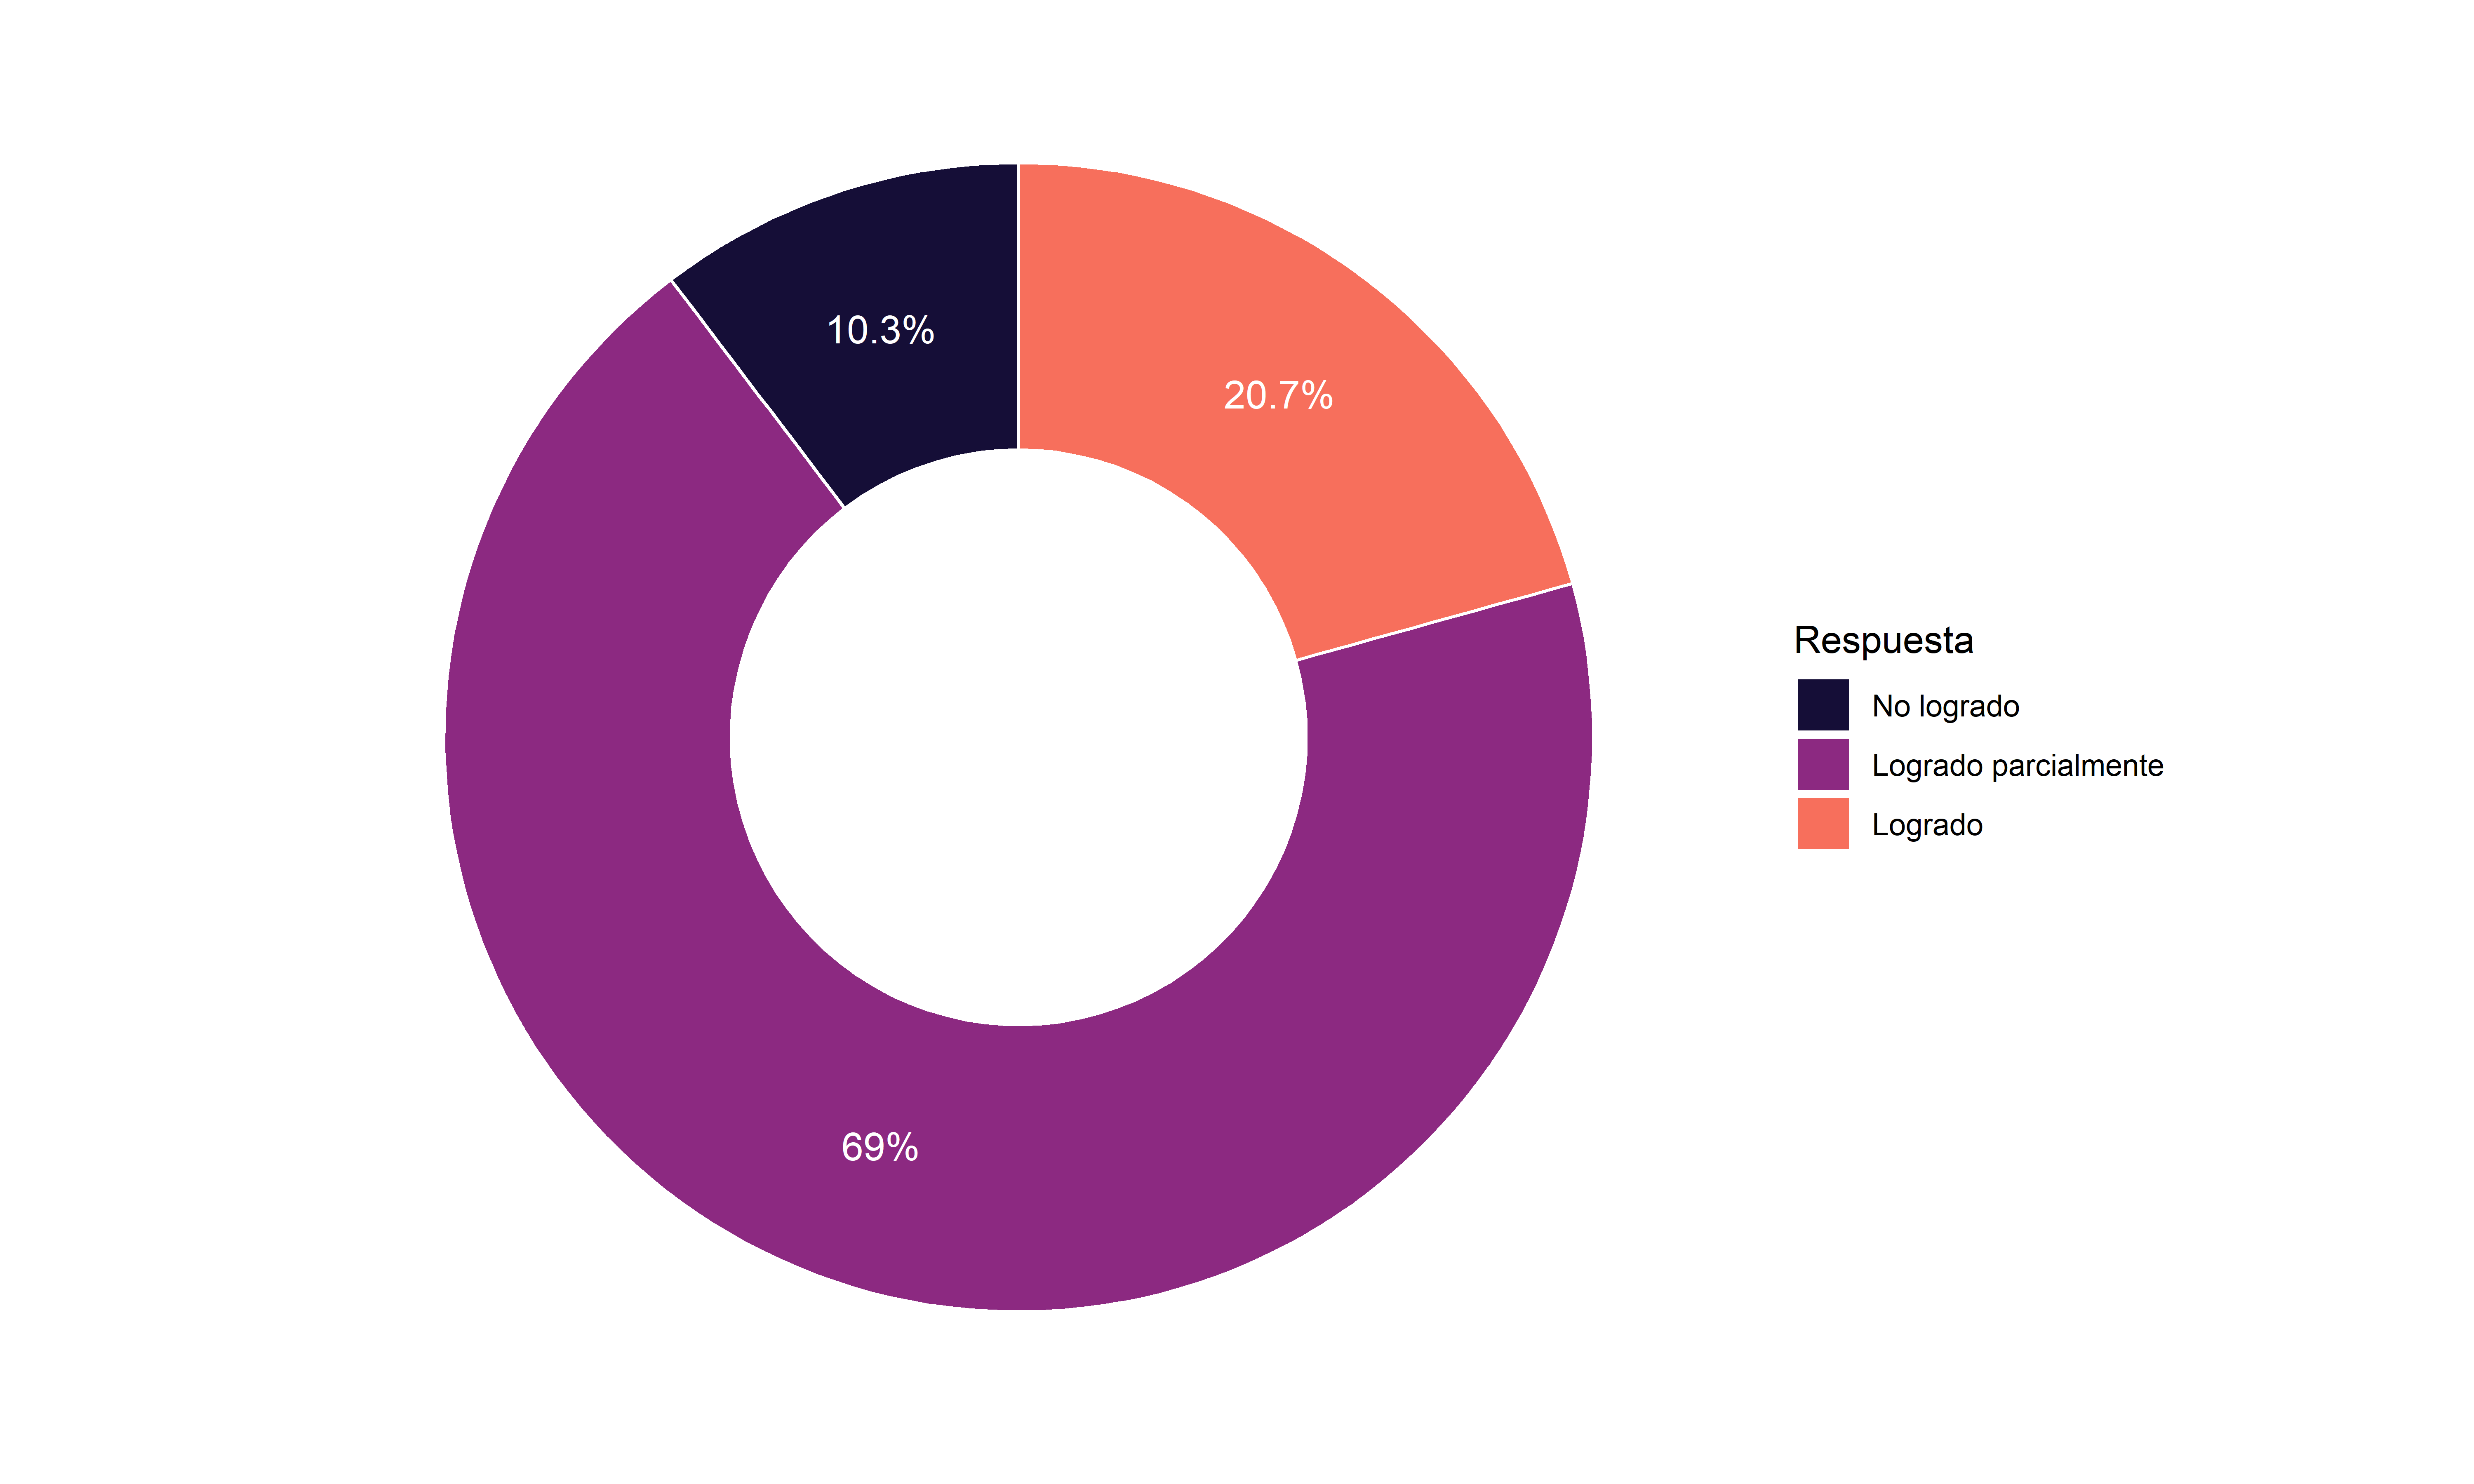 10.3%
20.7%
69%
Respuesta
No logrado
Logrado parcialmente
Logrado